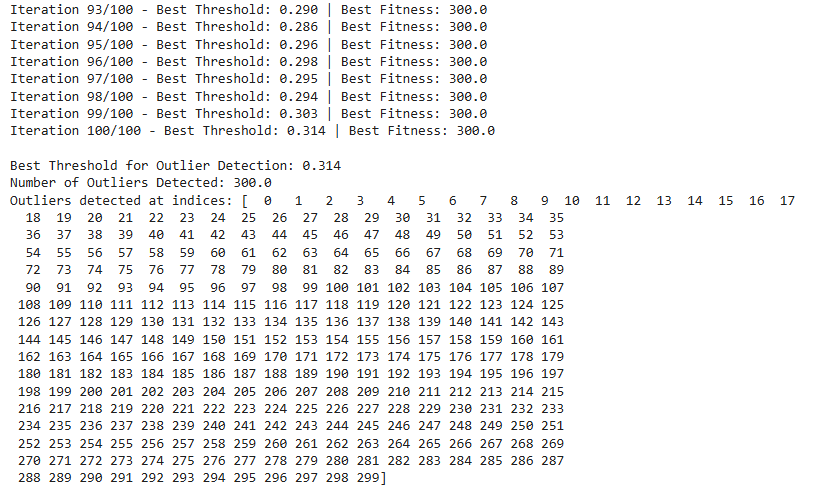 Iteration 93/100 - Best Threshold: 0.290 | Best Fitness: 300.0
Iteration 94/100 - Best Threshold: 0.286 | Best Fitness: 300.0
Iteration 95/100 - Best Threshold: 0.296 | Best Fitness: 300.0
Iteration 96/100 - Best Threshold: 0.298 | Best Fitness: 300.0
Iteration 97/100 - Best Threshold: 0.295 | Best Fitness: 300.0
Iteration 98/100 - Best Threshold: 0.294 | Best Fitness: 300.0
Iteration 99/100 - Best Threshold: 0.303 | Best Fitness: 300.0
Iteration 100/100 - Best Threshold: 0.314 | Best Fitness: 300.0
Best Threshold for Outlier Detection: 0.314
Number of Outliers Detected: 300.0
Outliers detected at indices: [  0   1   2   3   4   5   6   7   8   9  10  11  12  13  14  15  16  17
  18  19  20  21  22  23  24  25  26  27  28  29  30  31  32  33  34  35
  36  37  38  39  40  41  42  43  44  45  46  47  48  49  50  51  52  53
  54  55  56  57  58  59  60  61  62  63  64  65  66  67  68  69  70  71
  72  73  74  75  76  77  78  79  80  81  82  83  84  85  86  87  88  89
  90  91  92  93  94  95  96  97  98  99 100 101 102 103 104 105 106 107
 108 109 110 111 112 113 114 115 116 117 118 119 120 121 122 123 124 125
 126 127 128 129 130 131 132 133 134 135 136 137 138 139 140 141 142 143
 144 145 146 147 148 149 150 151 152 153 154 155 156 157 158 159 160 161
 162 163 164 165 166 167 168 169 170 171 172 173 174 175 176 177 178 179
 180 181 182 183 184 185 186 187 188 189 190 191 192 193 194 195 196 197
 198 199 200 201 202 203 204 205 206 207 208 209 210 211 212 213 214 215
 216 217 218 219 220 221 222 223 224 225 226 227 228 229 230 231 232 233
 234 235 236 237 238 239 240 241 242 243 244 245 246 247 248 249 250 251
 252 253 254 255 256 257 258 259 260 261 262 263 264 265 266 267 268 269
 270 271 272 273 274 275 276 277 278 279 280 281 282 283 284 285 286 287
 288 289 290 291 292 293 294 295 296 297 298 299]